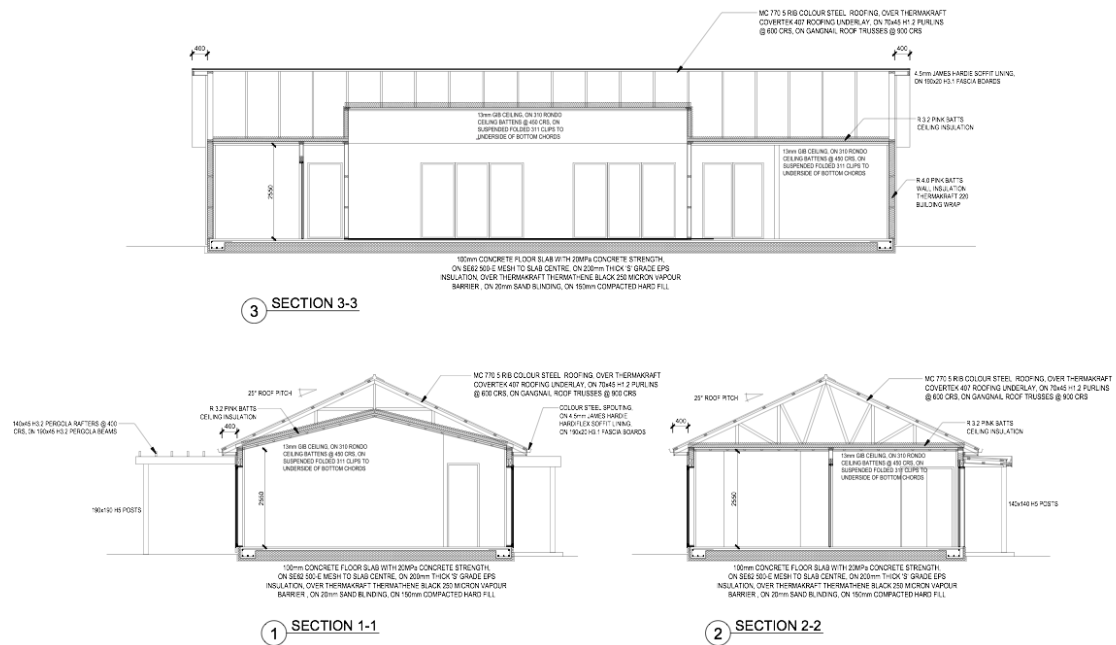 MC 770 5 RIB COLOUR STEEL ROOFING, OVER THERMAKRAFT
COVERTEK 407 ROOFING UNDERLAY, ON 70x45 H1.2 PURLINS
@ 600 CRS, ON GANGNAIL ROOF TRUSSES @ 900 CRS
400
400
4.5mm JAMES HARDIE SOFFIT LINING,
ON 190x20 H3.1 FASCIA BOARDS
13mm GIB CEILING, ON 310 RONDO
CEILING BATTENS @ 450 CRS, ON
SUSPENDED FOLDED 311 CLIPS TO
UNDERSIDE OF BOTTOM CHORDS
R 3.2 PINK BATTS
CEILING INSULATION
13mm GIB CEILING, ON 310 RONDO
CEILING BATTENS @ 450 CRS, ON
SUSPENDED FOLDED 311 CLIPS TO
UNDERSIDE OF BOTTOM CHORDS
2550
R 4.0 PINK BATTS
WALL INSULATION
THERMAKRAFT 220
BUILDING WRAP
100mm CONCRETE FLOOR SLAB WITH 20MPa CONCRETE STRENGTH,
ON SE62 500-E MESH TO SLAB CENTRE, ON 200mm THICK 'S' GRADE EPS
INSULATION, OVER THERMAKRAFT THERMATHENE BLACK 250 MICRON VAPOUR
BARRIER , ON 20mm SAND BLINDING, ON 150mm COMPACTED HARD FILL
3 SECTION 3-3
MC 770 5 RIB COLOUR STEEL ROOFING, OVER THERMAKRAFT
COVERTEK 407 ROOFING UNDERLAY, ON 70x45 H1.2 PURLINS
@ 600 CRS, ON GANGNAIL ROOF TRUSSES @ 900 CRS
25° ROOF PITCH
R 3.2 PINK BATTS
CEILING INSULATION
COLOUR STEEL SPOUTING,
ON 4.5mm JAMES HARDIE
HARDIFLEX SOFFIT LINING,
ON 190x20 H3.1 FASCIA BOARDS
140x45 H3.2 PERGOLA RAFTERS @ 400
CRS, ON 190x45 H3.2 PERGOLA BEAMS
400
13mm GIB CEILING, ON 310 RONDO
CEILING BATTENS @ 450 CRS, ON
SUSPENDED FOLDED 311 CLIPS TO
UNDERSIDE OF BOTTOM CHORDS
2550
190x190 H5 POSTS
100mm CONCRETE FLOOR SLAB WITH 20MPa CONCRETE STRENGTH,
ON SE62 500-E MESH TO SLAB CENTRE, ON 200mm THICK 'S' GRADE EPS
INSULATION, OVER THERMAKRAFT THERMATHENE BLACK 250 MICRON VAPOUR
BARRIER , ON 20mm SAND BLINDING, ON 150mm COMPACTED HARD FILL
1 SECTION 1-1
MC 770 5 RIB COLOUR STEEL ROOFING, OVER THERMAKRAFT
COVERTEK 407 ROOFING UNDERLAY, ON 70x45 H1.2 PURLINS
@ 600 CRS, ON GANGNAIL ROOF TRUSSES @ 900 CRS
25° ROOF PITCH
400
R 3.2 PINK BATTS
CEILING INSULATION
13mm GIB CEILING, ON 310 RONDO
CEILING BATTENS @ 450 CRS, ON
SUSPENDED FOLDED 311 CLIPS TO
UNDERSIDE OF BOTTOM CHORDS
2550
140x140 H5 POSTS
100mm CONCRETE FLOOR SLAB WITH 20MPa CONCRETE STRENGTH,
ON SE62 500-E MESH TO SLAB CENTRE, ON 200mm THICK 'S' GRADE EPS
INSULATION, OVER THERMAKRAFT THERMATHENE BLACK 250 MICRON VAPOUR
BARRIER , ON 20mm SAND BLINDING, ON 150mm COMPACTED HARD FILL
2 SECTION 2-2